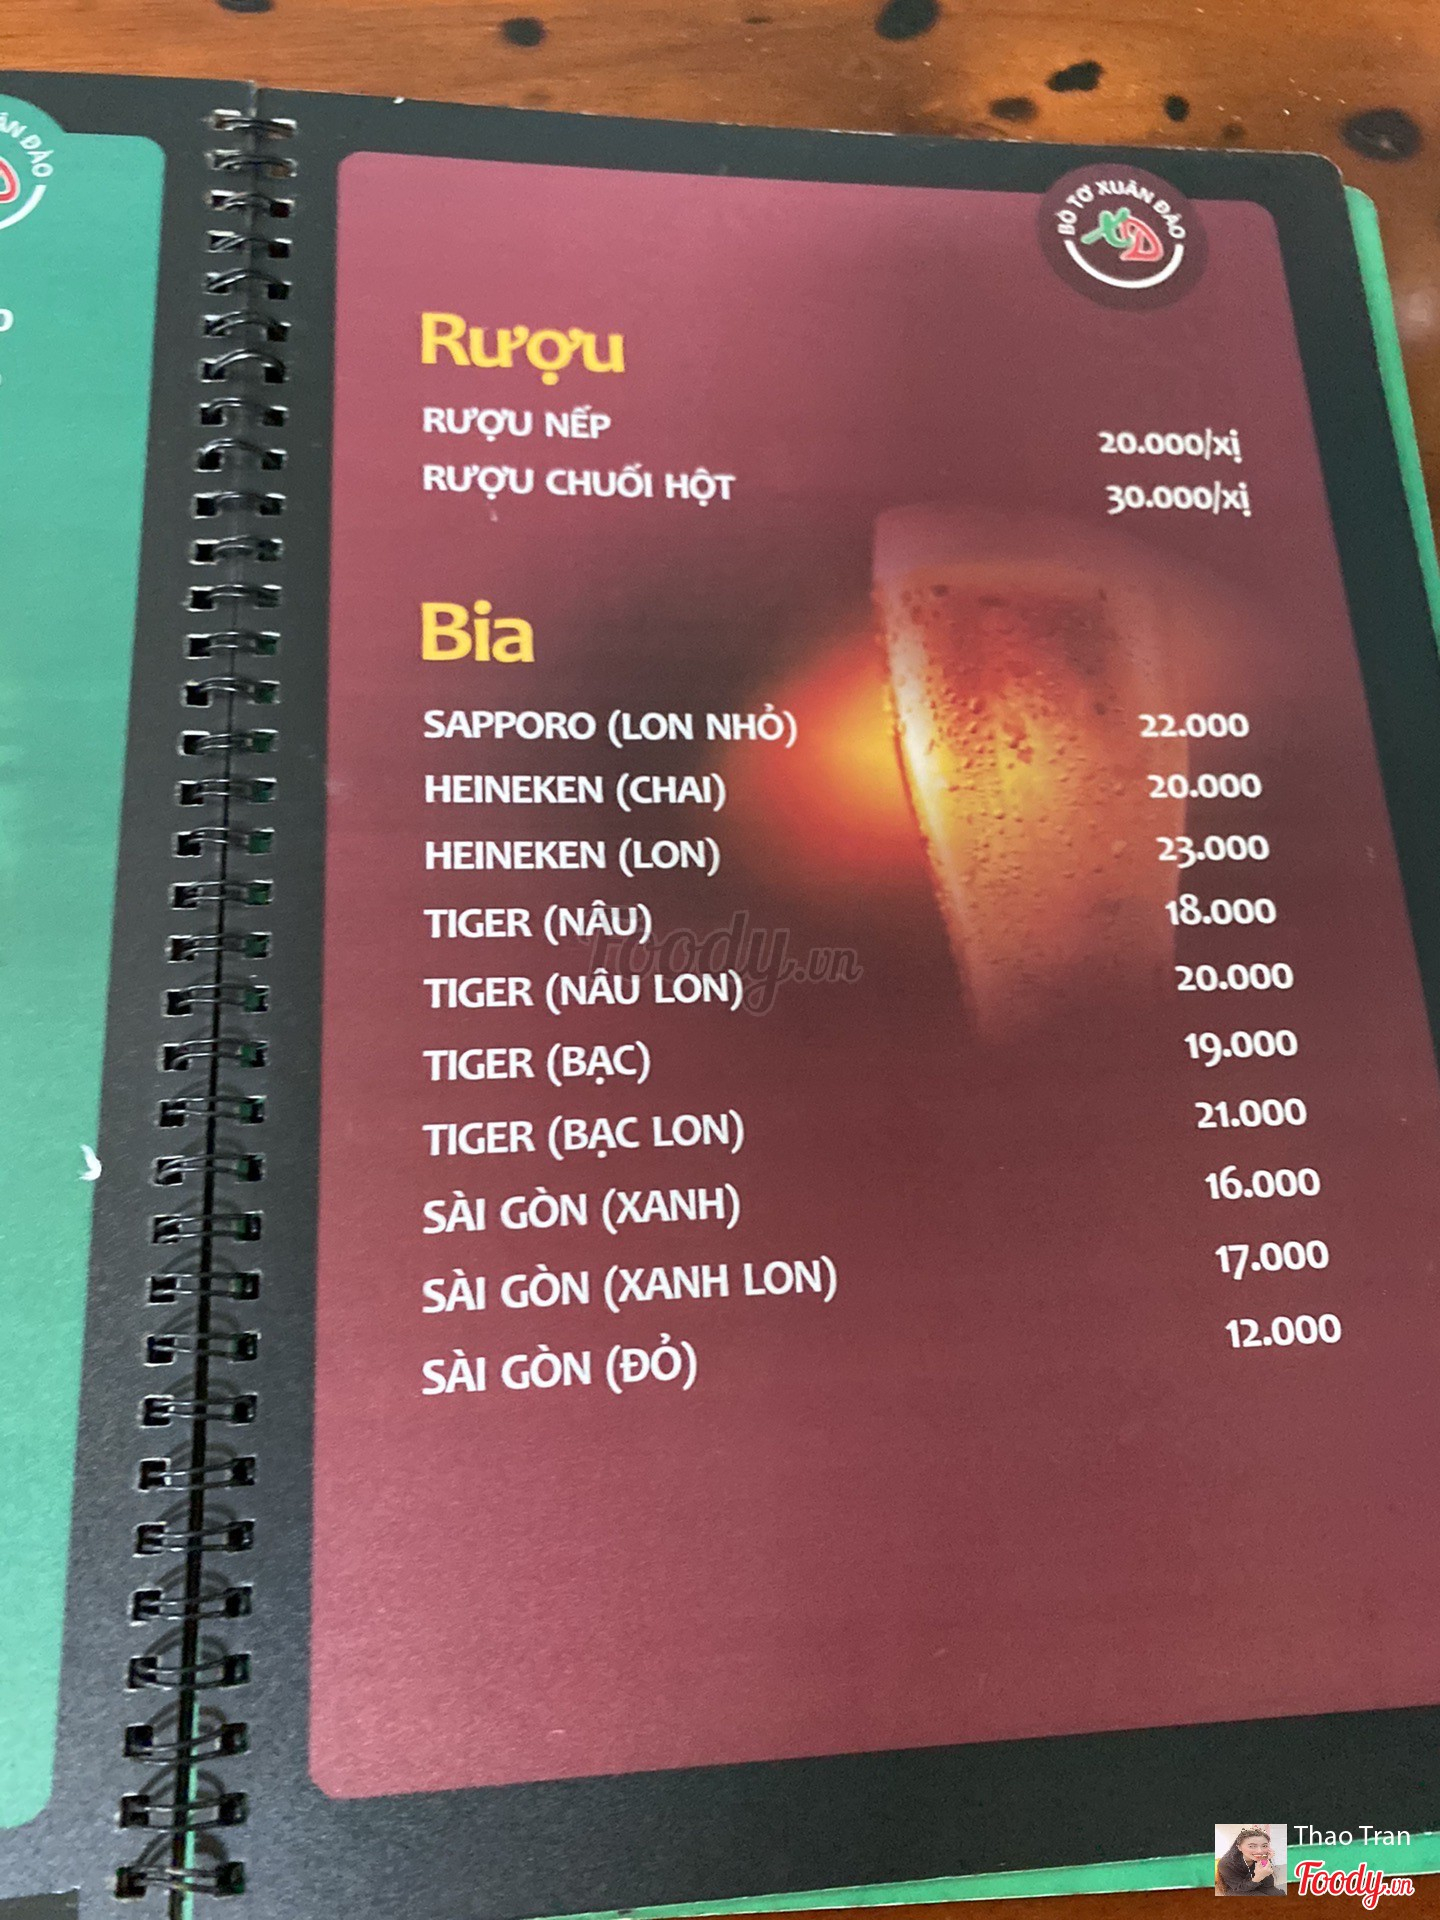 BÒ TƠ XUÂN ĐÀO
XĐ
Rượu
RƯỢU NẾP 20.000/xị
RƯỢU CHUỐI HỘT 30.000/xị
Bia
SAPPORO (LON NHỎ) 22.000
HEINEKEN (CHAI) 20.000
HEINEKEN (LON) 23.000
TIGER (NÂU) 18.000
TIGER (NÂU LON) 20.000
TIGER (BẠC) 19.000
TIGER (BẠC LON) 21.000
SÀI GÒN (XANH) 16.000
SÀI GÒN (XANH LON) 17.000
SÀI GÒN (ĐỎ) 12.000
Foody.vn
Thao Tran
Foody.vn